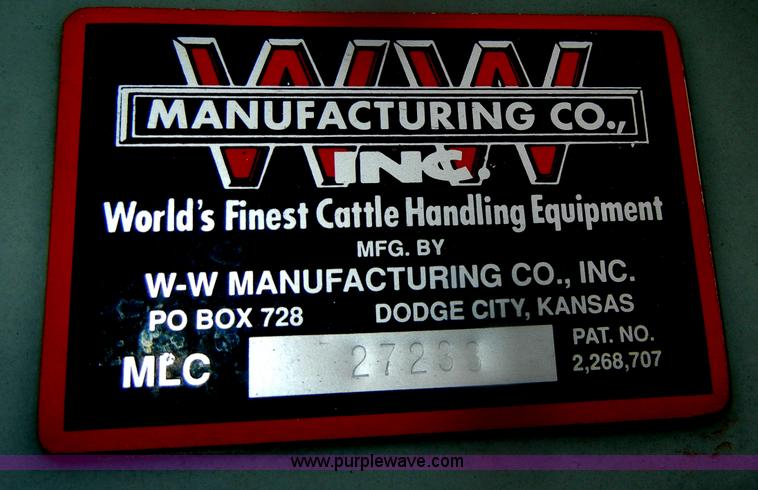 WW
MANUFACTURING CO.,
INC.
World's Finest Cattle Handling Equipment
MFG. BY
W-W MANUFACTURING CO., INC.
PO BOX 728 DODGE CITY, KANSAS
MLC
PAT. NO.
2,268,707
www.purplewave.com